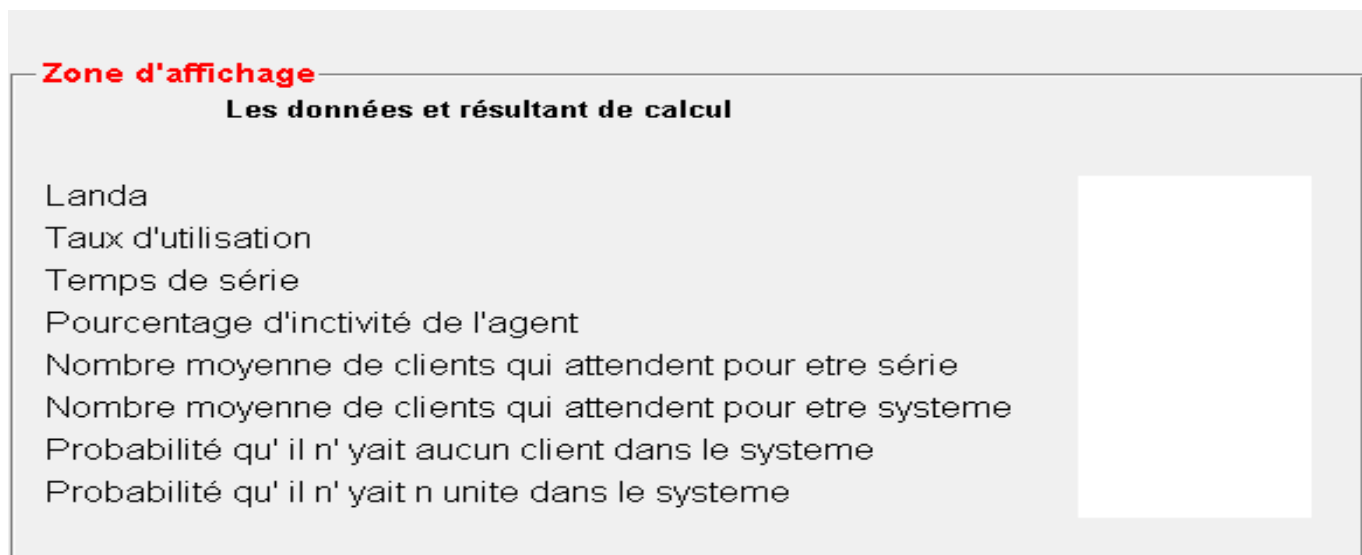 Zone d'affichage
Les données et résultant de calcul
Landa
Taux d'utilisation
Temps de série
Pourcentage d'inctivité de l'agent
Nombre moyenne de clients qui attendent pour etre série
Nombre moyenne de clients qui attendent pour etre systeme
Probabilité qu' il n' yait aucun client dans le systeme
Probabilité qu' il n' yait n unite dans le systeme